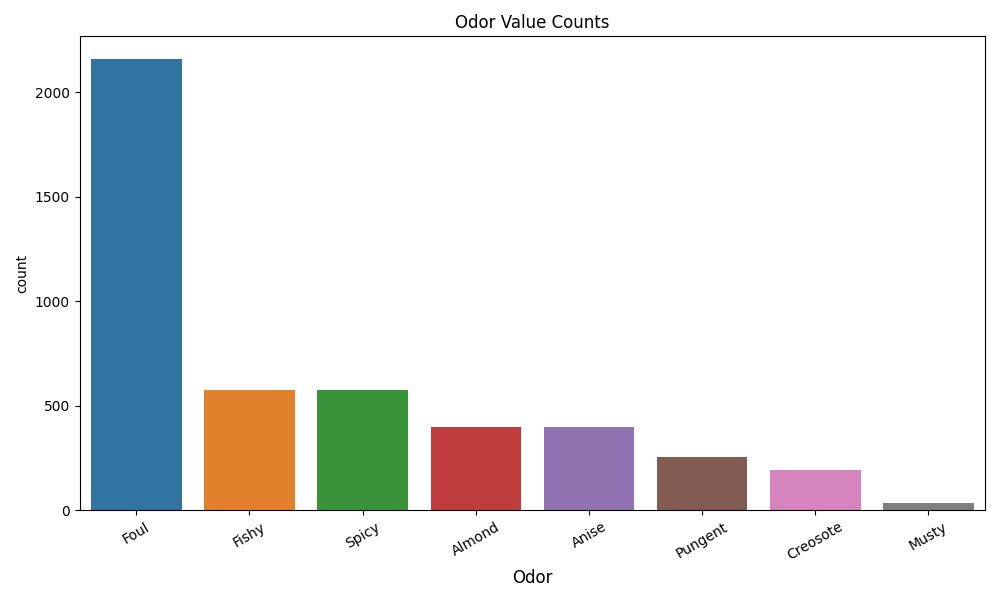 Odor Value Counts
2000
1500
1000
500
0
count
Foul
Fishy
Spicy
Almond
Anise
Pungent
Creosote
Musty
Odor